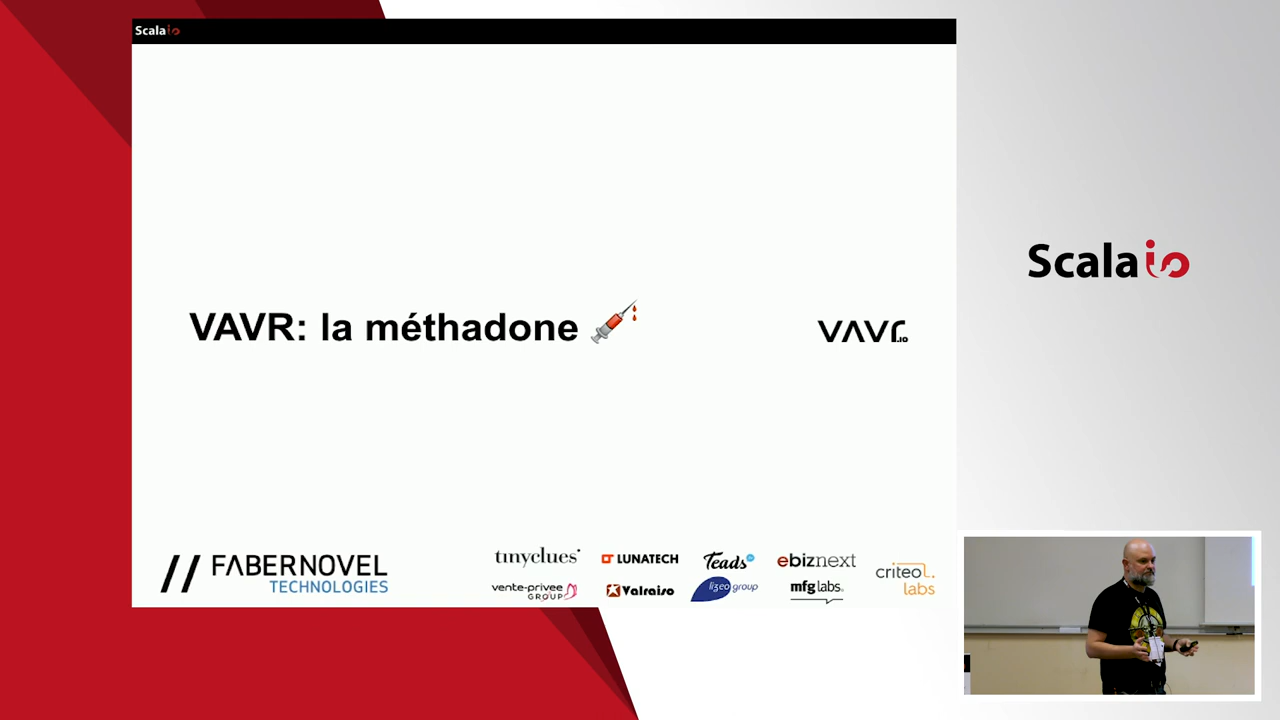 Scalaio
VAVR: la méthadone
VAVr.io
Scalaio
// FABERNOVEL
TECHNOLOGIES
tinyclues
LUNATECH
Teads
ebiznext
criteo
labs
vente-privee
GROUP
Valraiso
lizeo group
mfg labs